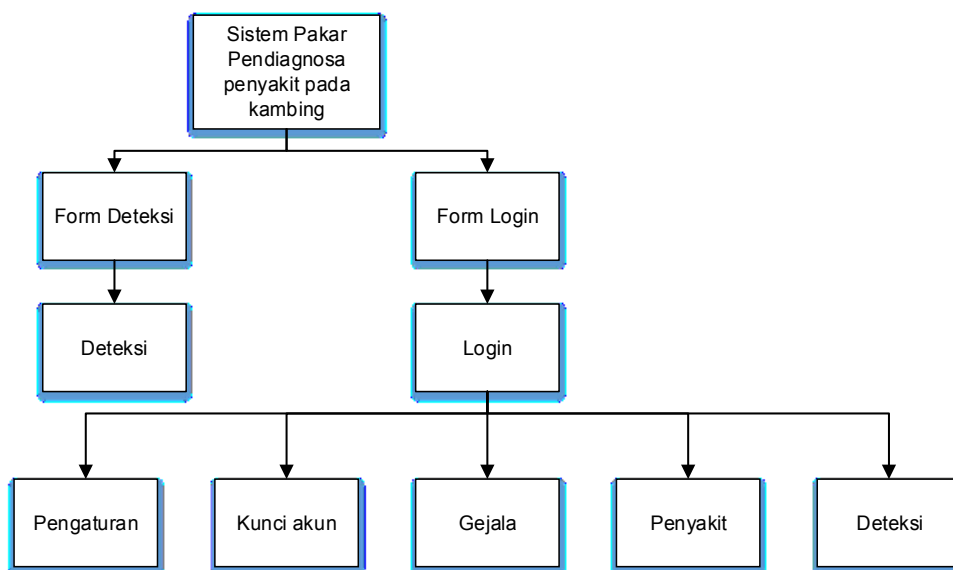 Sistem Pakar
Pendiagnosa
penyakit pada
kambing
Form Deteksi
Form Login
Deteksi
Login
Pengaturan
Kunci akun
Gejala
Penyakit
Deteksi